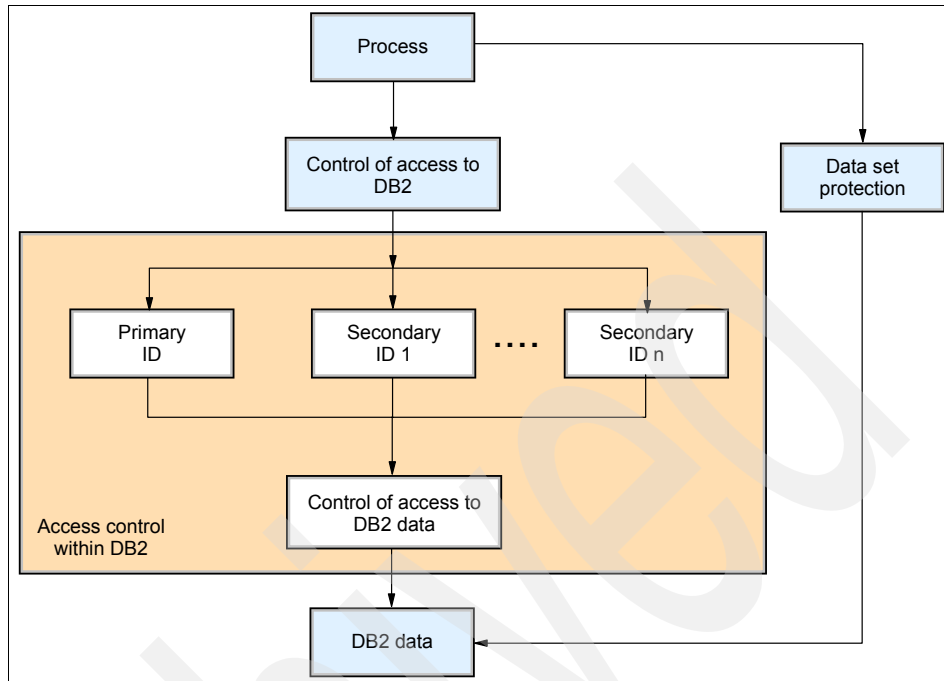 Process
Control of access to
DB2
Data set
protection
Primary
ID
Secondary
ID 1
....
Secondary
ID n
Control of access to
DB2 data
Access control
within DB2
DB2 data